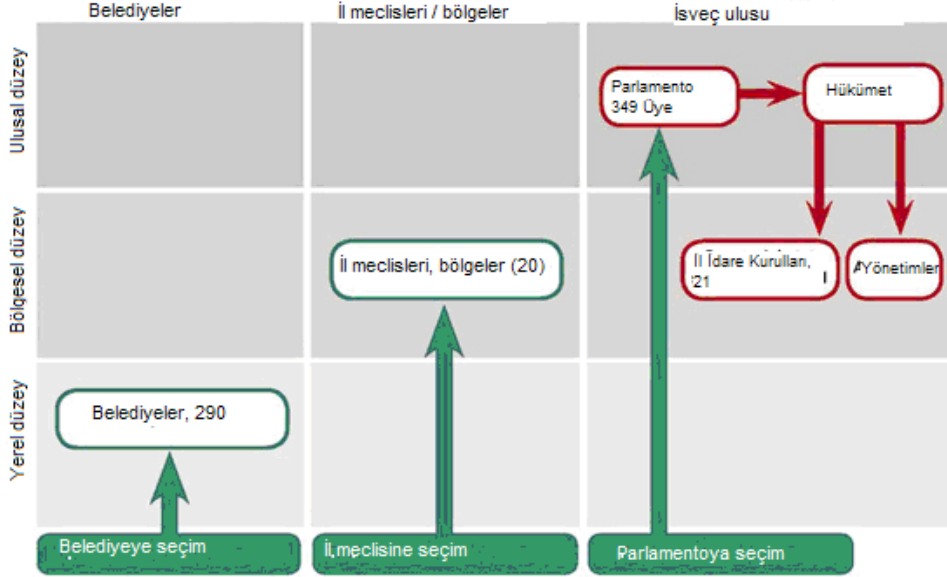 Belediyeler
İl meclisleri / bölgeler
İsveç ulusu
Ulusal düzey
Parlamento
349 Üye
Hükümet
Bölgesel düzey
İl meclisleri, bölgeler (20)
İl İdare Kurulları,
21
Yönetimler
Yerel düzey
Belediyeler, 290
Belediyeye seçim
İl meclisine seçim
Parlamentoya seçim